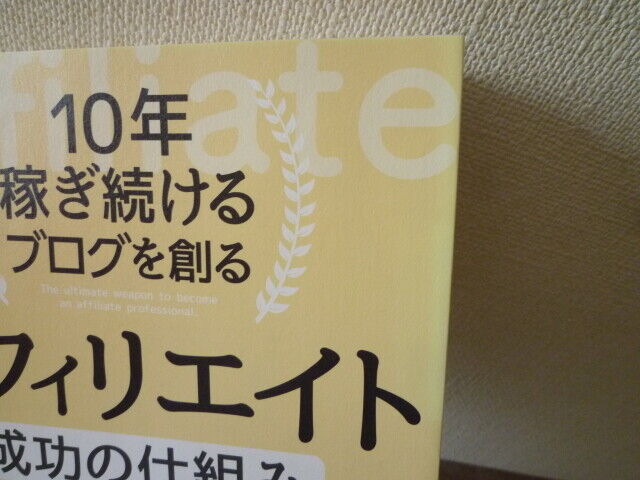 ffiliate
10年
稼ぎ続ける
ブログを創る
The ultimate weapon to become
an affiliate professional.
フィリエイト
成功の仕組み